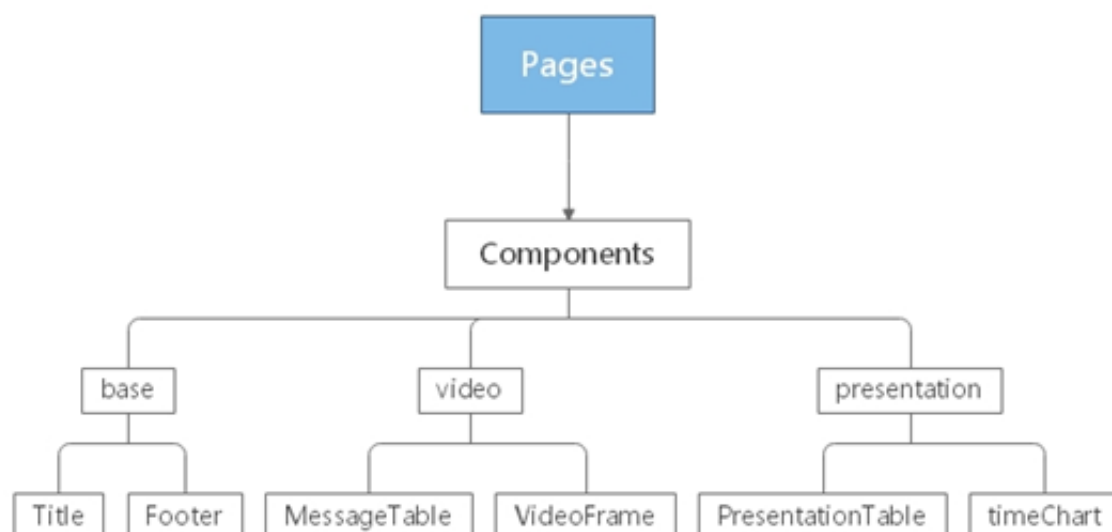 Pages
Components
base
video
presentation
Title
Footer
MessageTable
VideoFrame
PresentationTable
timeChart